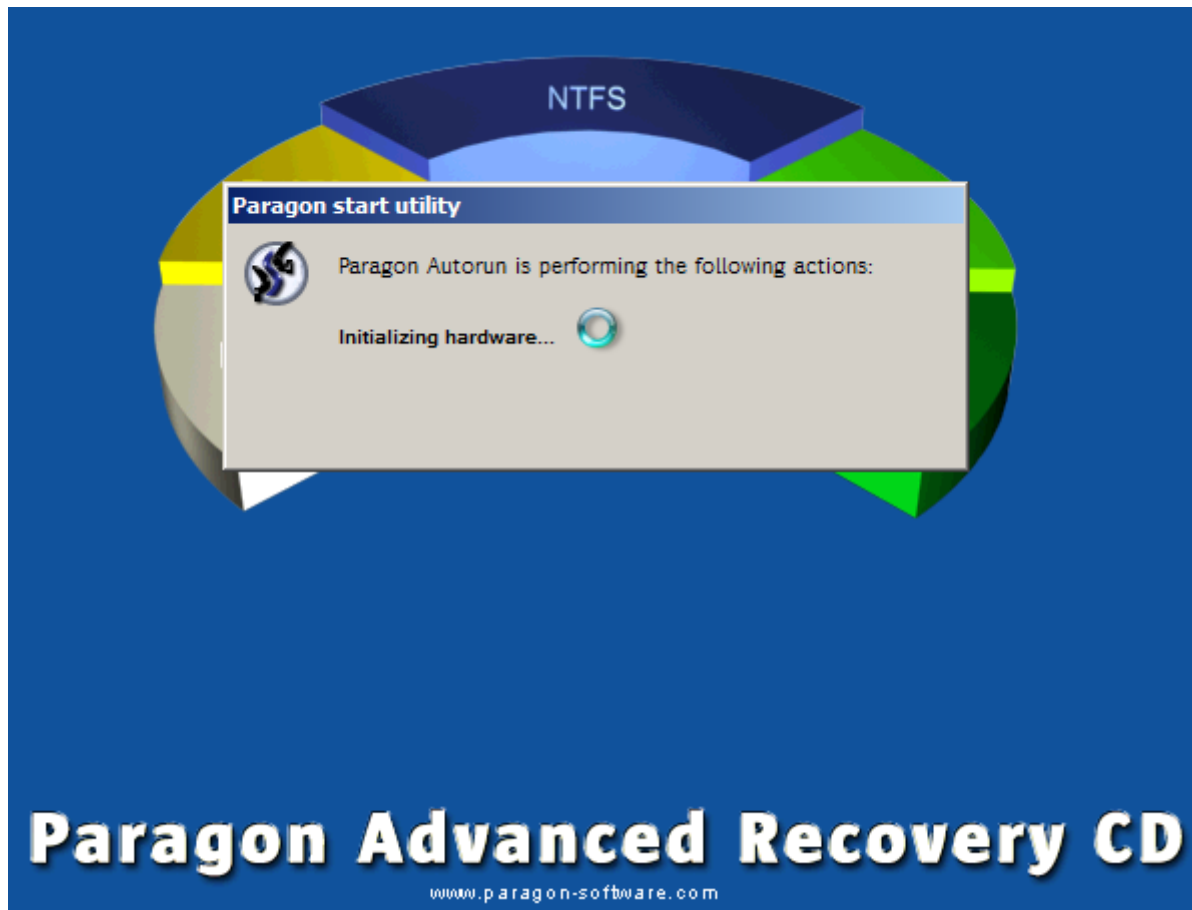 NTFS
Paragon start utility
Paragon Autorun is performing the following actions:
Initializing hardware...
Paragon Advanced Recovery CD
www.paragon-software.com